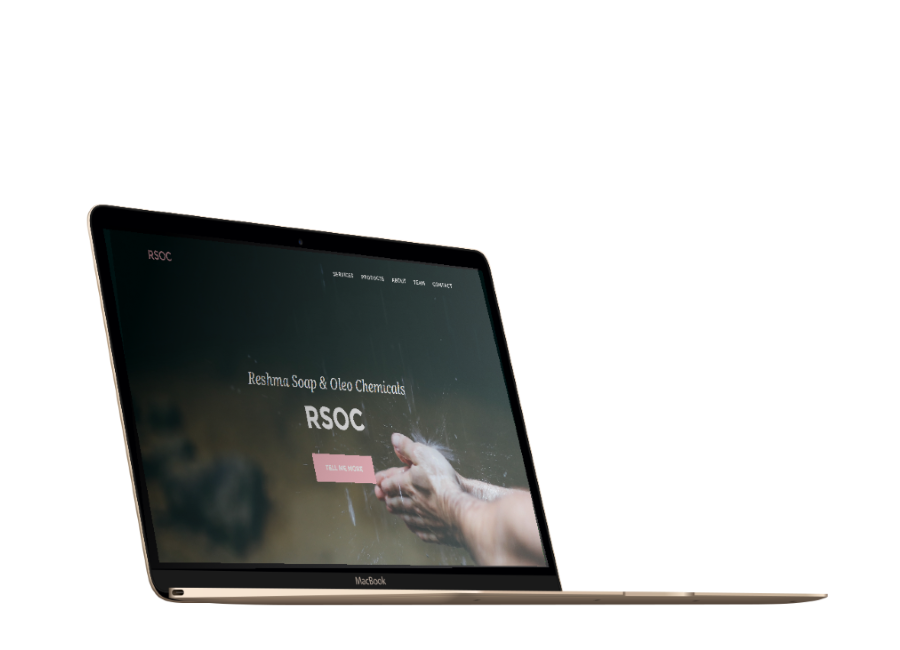 RSOC
SERVICES PRODUCTS ABOUT TEAM CONTACT
Reshma Soap & Oleo Chemicals
RSOC
TELL ME MORE
MacBook